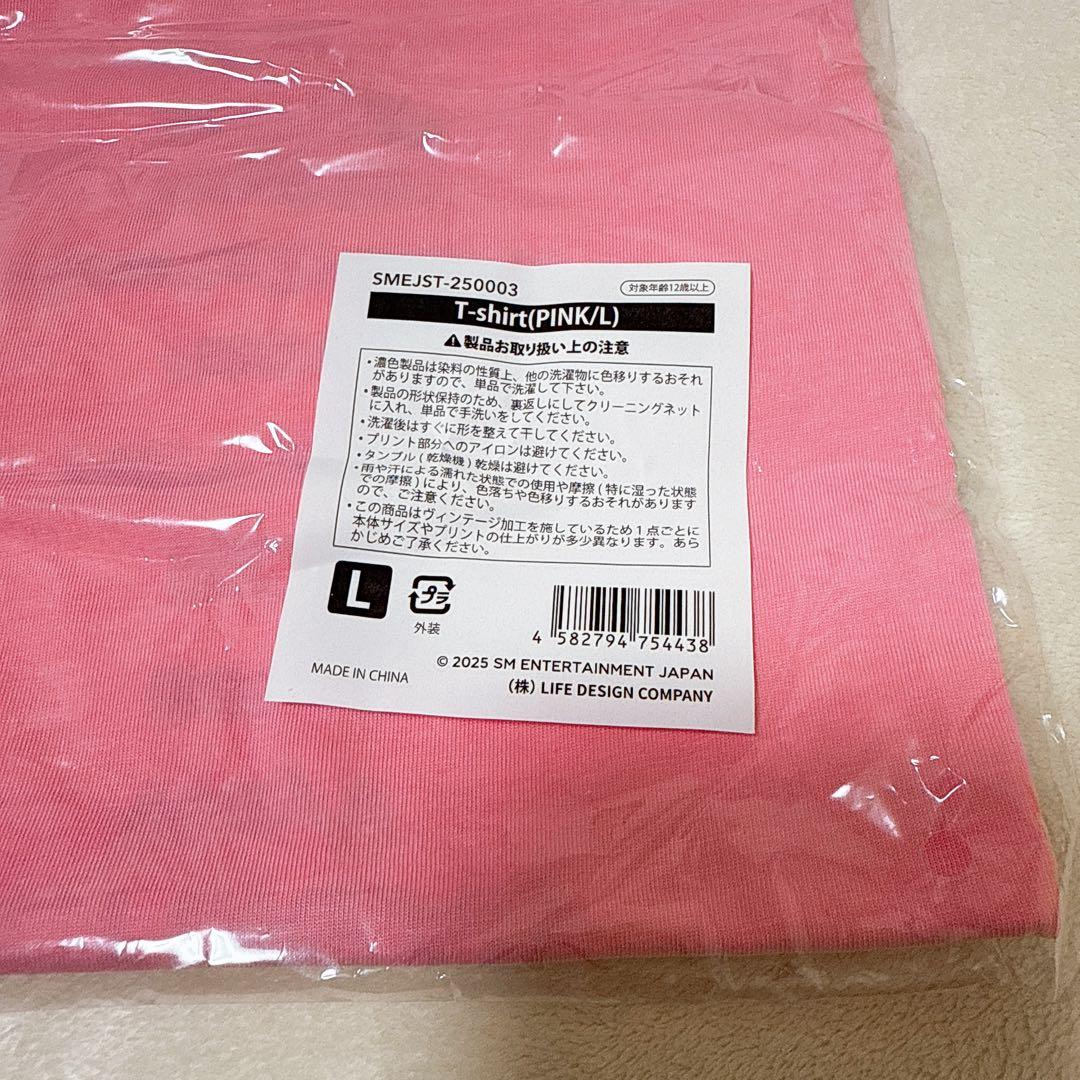 SMEJST-250003
対象年齢12歳以上
T-shirt(PINK/L)
⚠製品お取り扱い上の注意
・濃色製品は染料の性質上、他の洗濯物に色移りするおそれ
がありますので、単品で洗濯して下さい。
・製品の形状保持のため、裏返しにしてクリーニングネット
に入れ、単品で手洗いをしてください。
・洗濯後はすぐに形を整えて干してください。
・プリント部分へのアイロンは避けてください。
・タンブル(乾燥機)乾燥は避けてください。
・雨や汗による濡れた状態での使用や摩擦(特に湿った状態
での摩擦)により、色落ちや色移りするおそれがあります
ので、ご注意ください。
・この商品はヴィンテージ加工を施しているため1点ごとに
本体サイズやプリントの仕上がりが多少異なります。あら
かじめご了承ください。
L
プラ
外装
4 582794 754438
© 2025 SM ENTERTAINMENT JAPAN
MADE IN CHINA
(株) LIFE DESIGN COMPANY